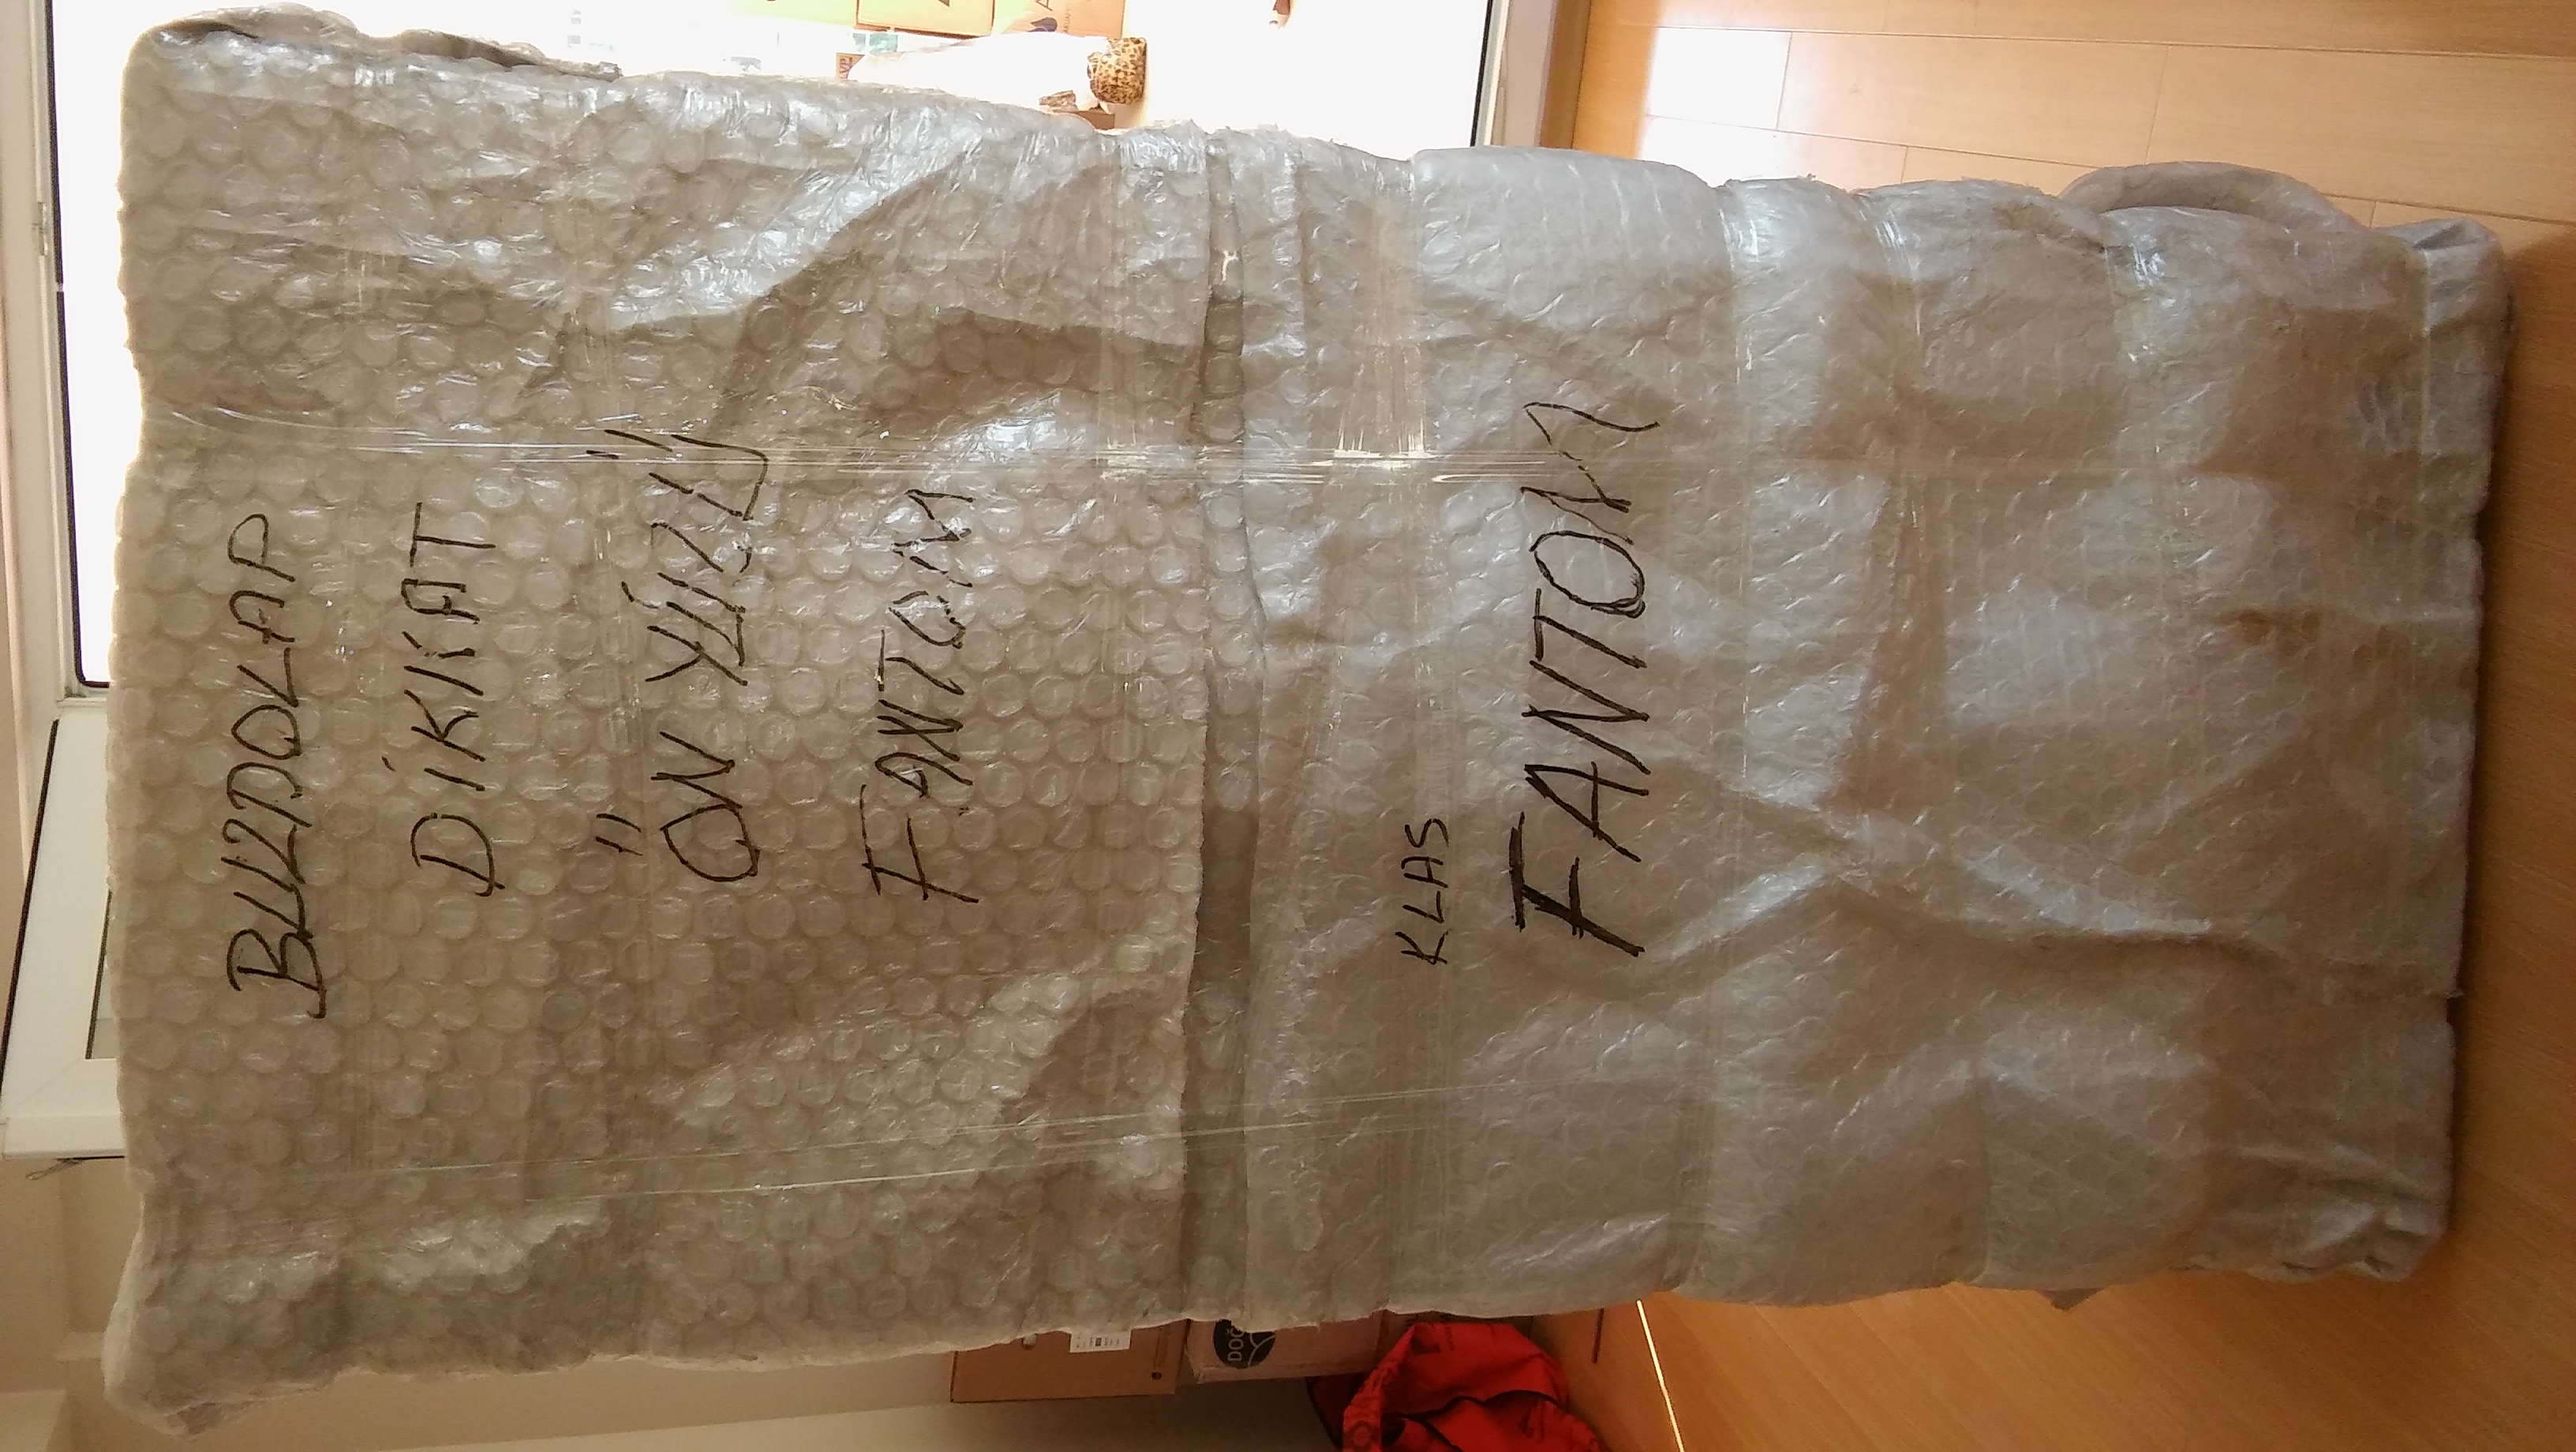 BUZDOLAP
DİKKAT
ÖN YÜZÜ
FANTOM
KLAS
FANTOM